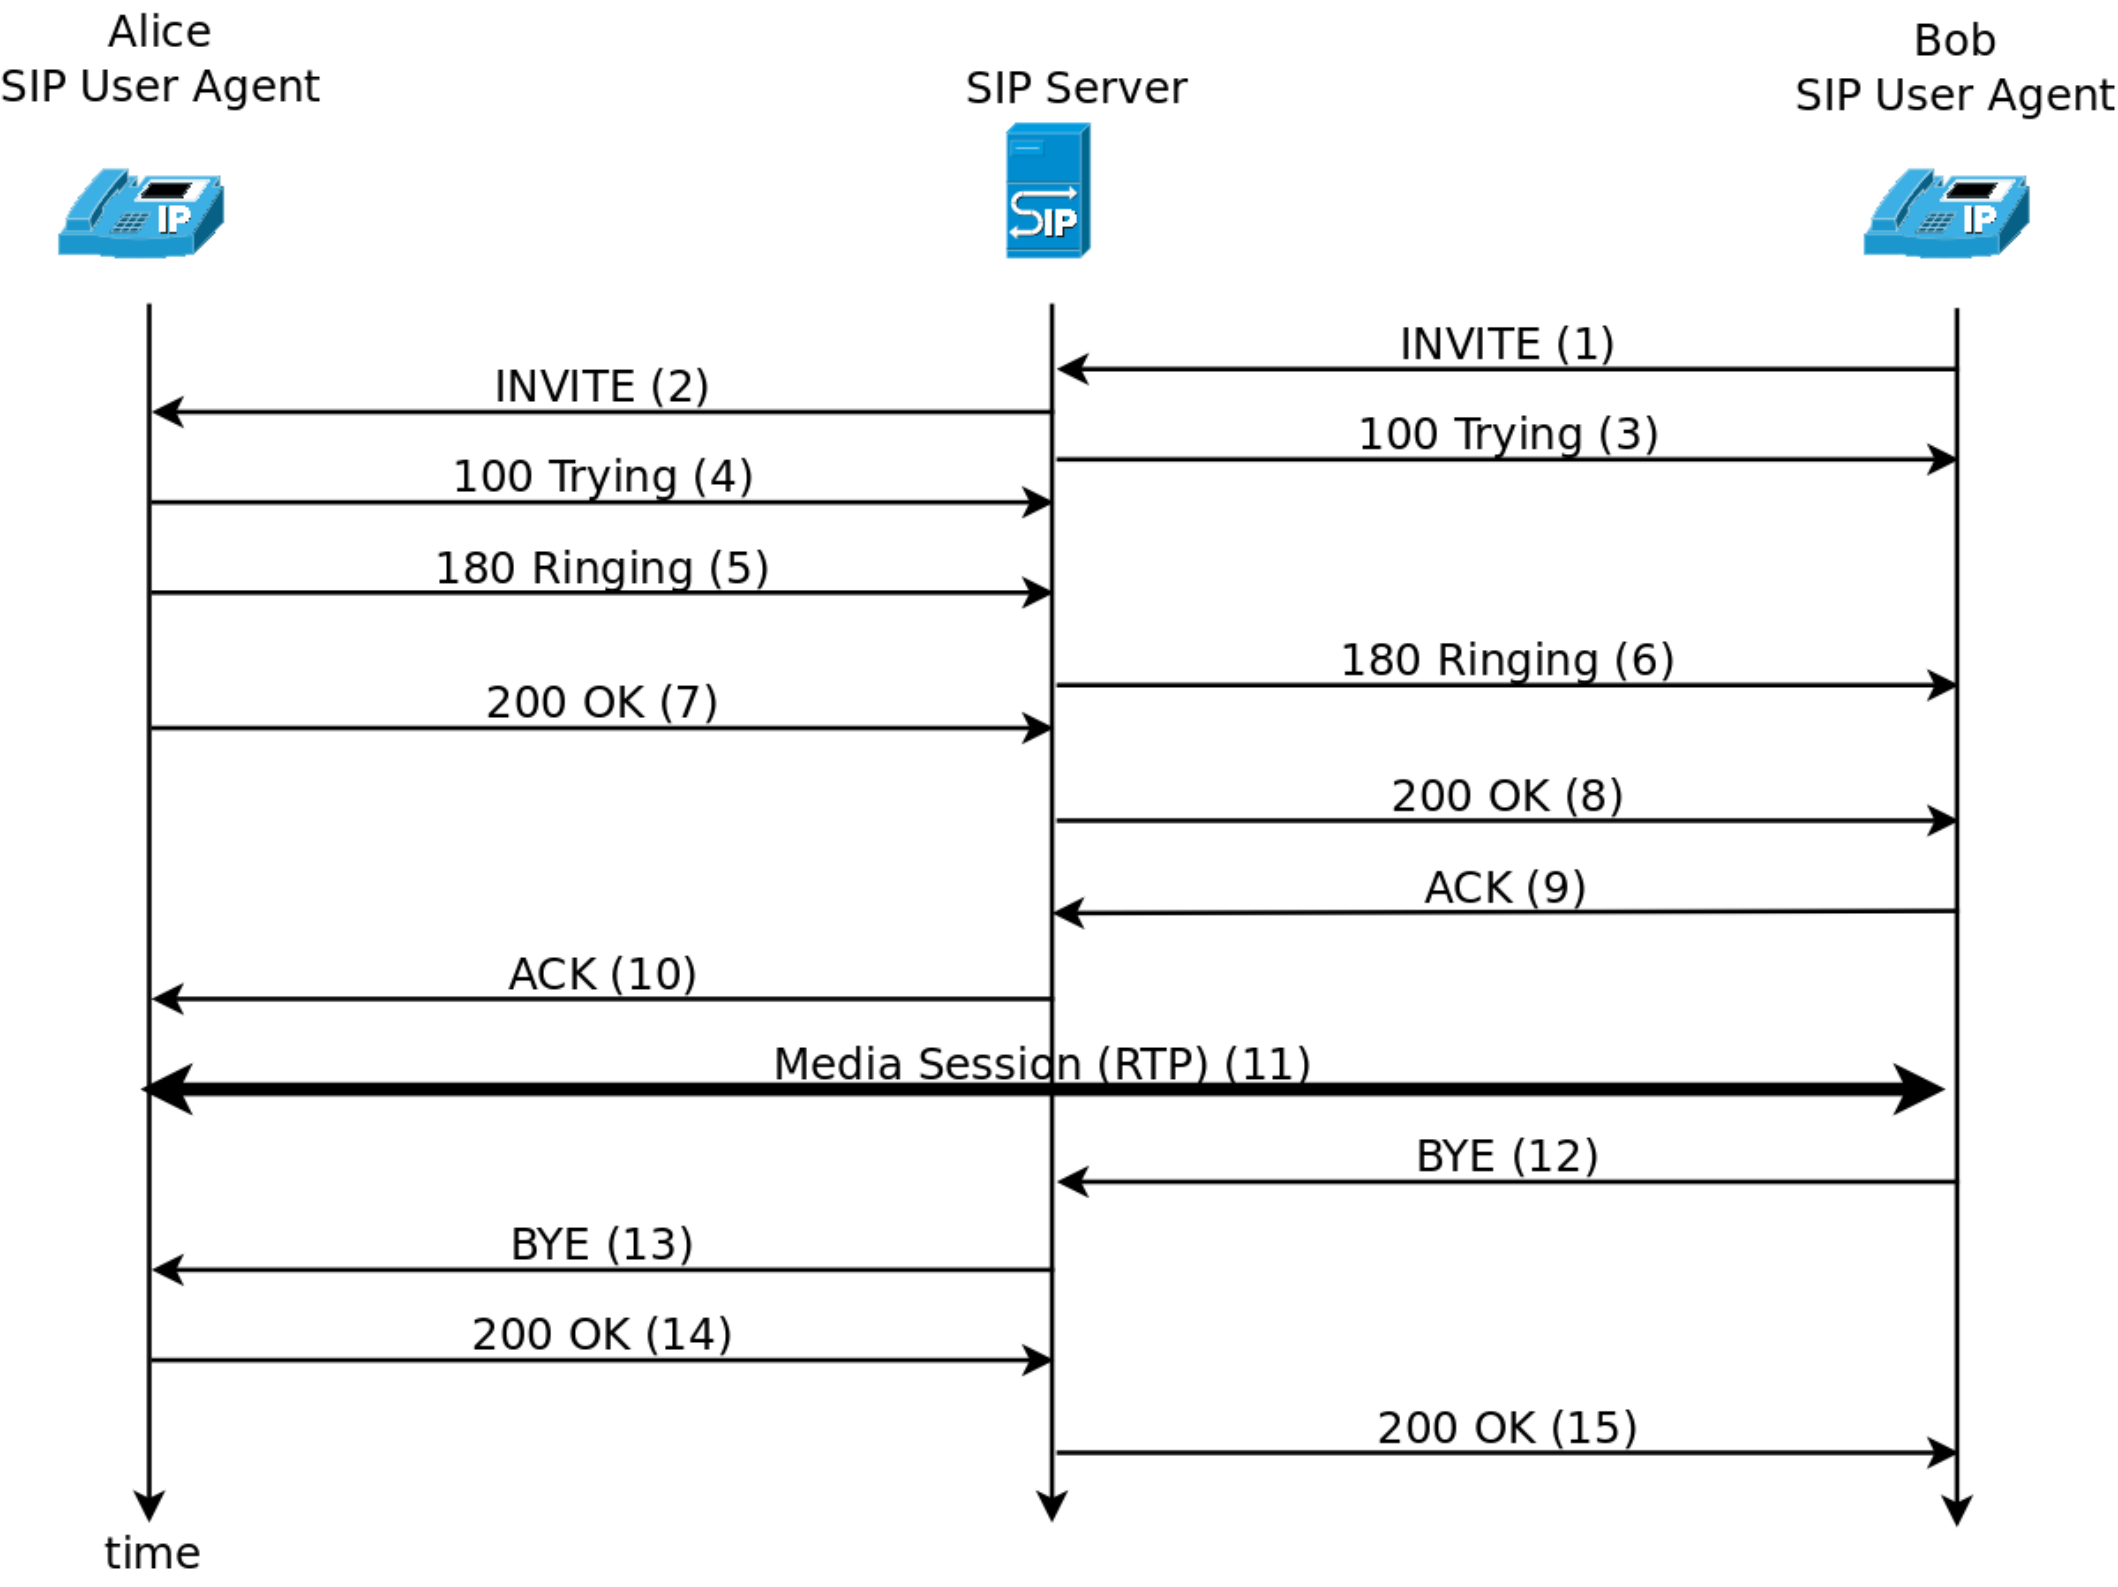 Alice
SIP User Agent
SIP Server
Bob
SIP User Agent
IP
SIP
IP
INVITE (1)
INVITE (2)
100 Trying (3)
100 Trying (4)
180 Ringing (5)
180 Ringing (6)
200 OK (7)
200 OK (8)
ACK (9)
ACK (10)
Media Session (RTP) (11)
BYE (12)
BYE (13)
200 OK (14)
200 OK (15)
time